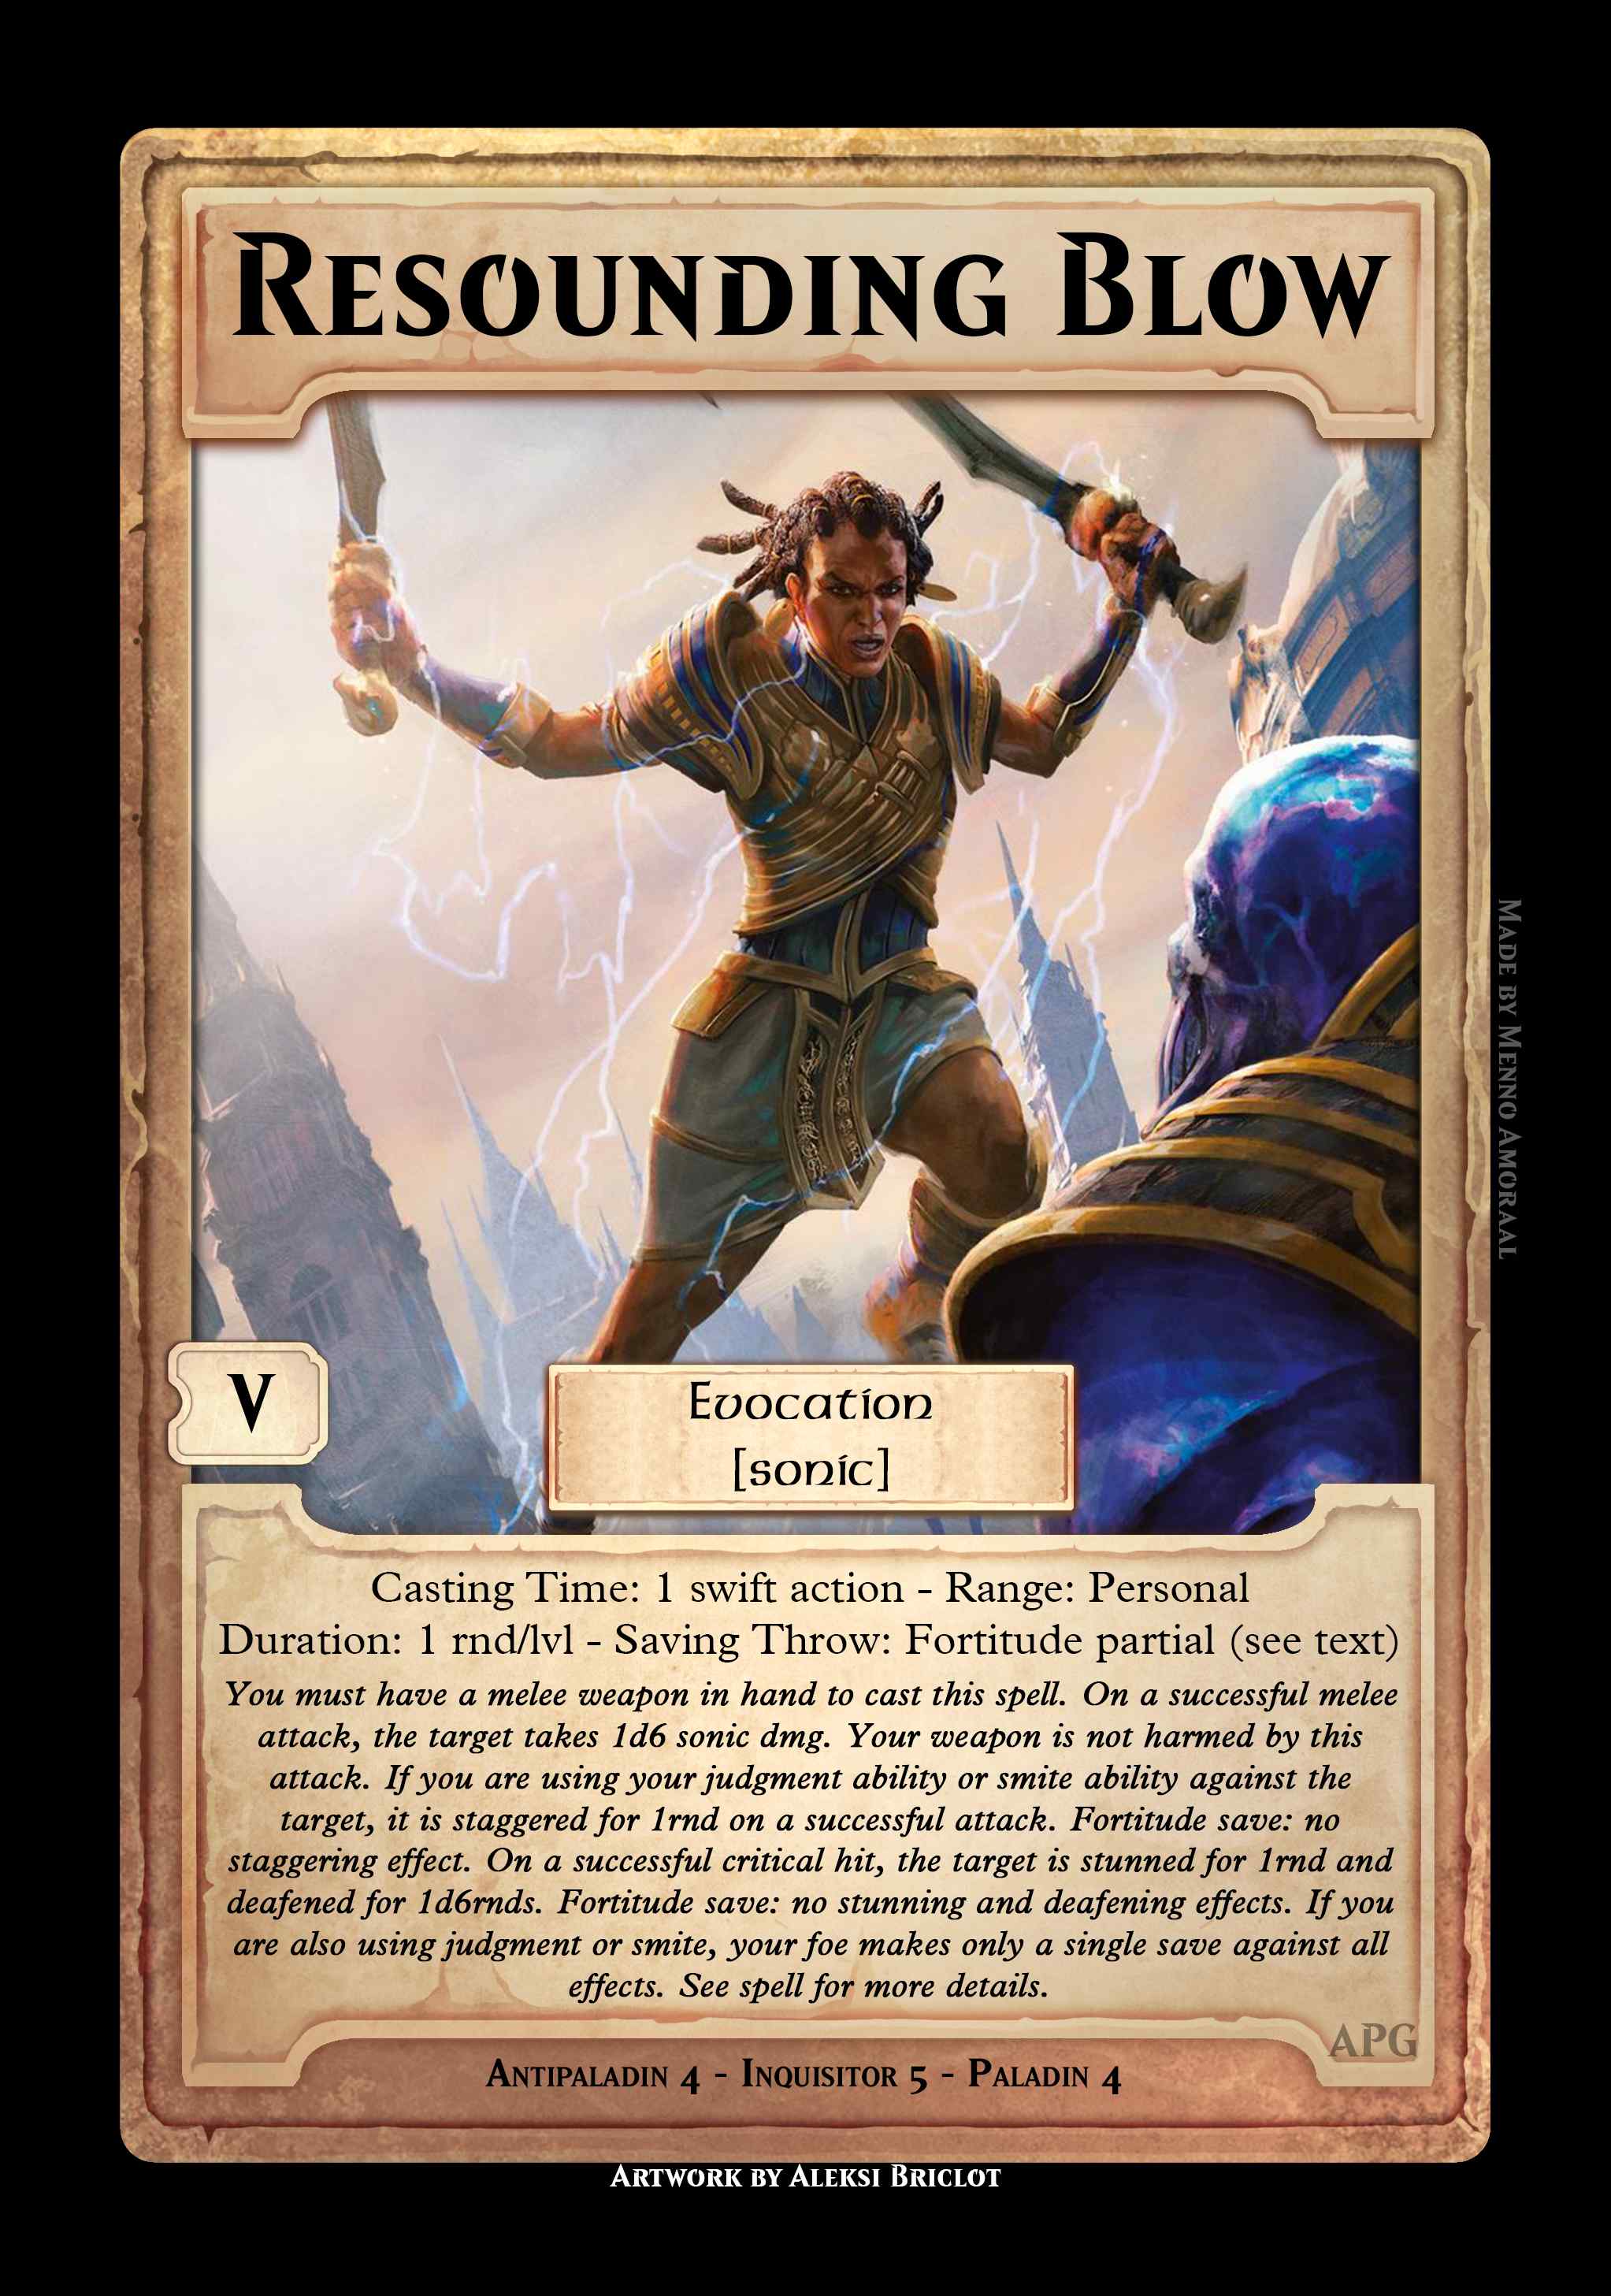 Resounding Blow
V
Evocation
[sonic]
Casting Time: 1 swift action - Range: Personal
Duration: 1 rnd/lvl - Saving Throw: Fortitude partial (see text)
You must have a melee weapon in hand to cast this spell. On a successful melee
attack, the target takes 1d6 sonic dmg. Your weapon is not harmed by this
attack. If you are using your judgment ability or smite ability against the
target, it is staggered for 1rnd on a successful attack. Fortitude save: no
staggering effect. On a successful critical hit, the target is stunned for 1rnd and
deafened for 1d6rnds. Fortitude save: no stunning and deafening effects. If you
are also using judgment or smite, your foe makes only a single save against all
effects. See spell for more details.
APG
Antipaladin 4 - Inquisitor 5 - Paladin 4
Artwork by Aleksi Briclot
Made by Menno Amoraal